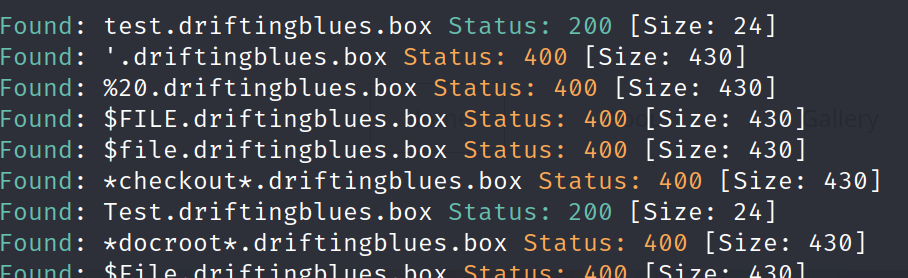 Found: test.driftingblues.box Status: 200 [Size: 24]
Found: '.driftingblues.box Status: 400 [Size: 430]
Found: %20.driftingblues.box Status: 400 [Size: 430]
Found: $FILE.driftingblues.box Status: 400 [Size: 430]
Found: $file.driftingblues.box Status: 400 [Size: 430]
Found: *checkout*.driftingblues.box Status: 400 [Size: 430]
Found: Test.driftingblues.box Status: 200 [Size: 24]
Found: *docroot*.driftingblues.box Status: 400 [Size: 430]
Found: $File.driftingblues.box Status: 400 [Size: 430]
Gallery